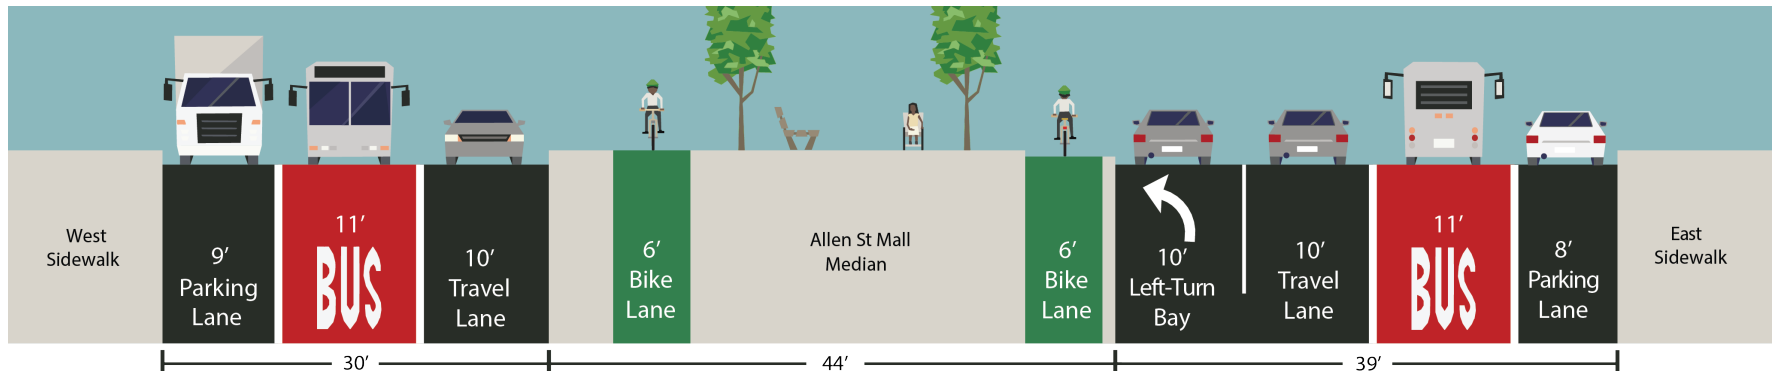 West
Sidewalk
9’
Parking
Lane
11’
BUS
10’
Travel
Lane
6’
Bike
Lane
Allen St Mall
Median
6’
Bike
Lane
10’
Left-Turn
Bay
10’
Travel
Lane
11’
BUS
8’
Parking
Lane
East
Sidewalk
30’
44’
39’